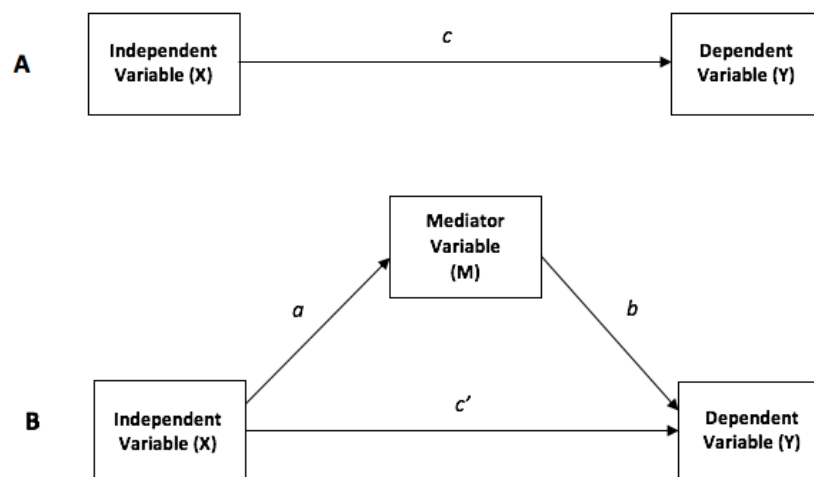 c
A
Independent
Variable (X)
Dependent
Variable (Y)
Mediator
Variable
(M)
a
b
c’
B
Independent
Variable (X)
Dependent
Variable (Y)